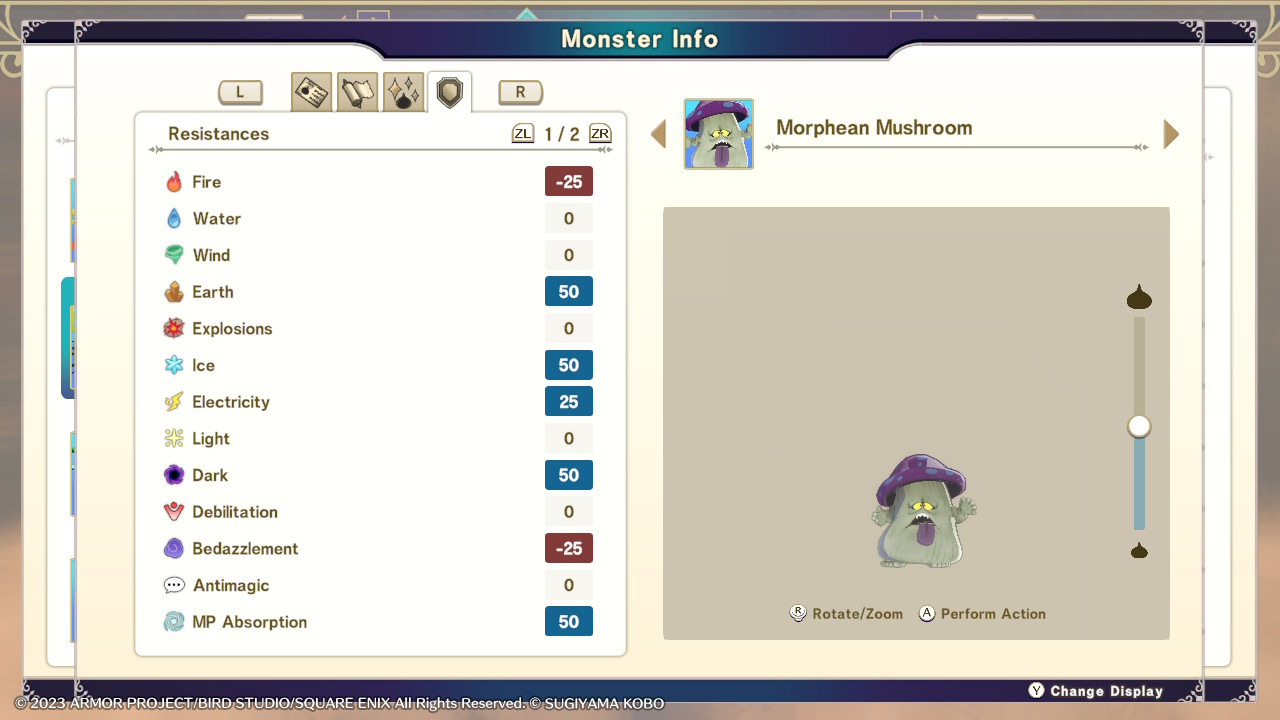 Monster Info
L
R
Resistances
ZL 1 / 2 ZR
Morphean Mushroom
Fire -25
Water 0
Wind 0
Earth 50
Explosions 0
Ice 50
Electricity 25
Light 0
Dark 50
Debilitation 0
Bedazzlement -25
Antimagic 0
MP Absorption 50
R Rotate/Zoom A Perform Action
Y Change Display
© 2023 ARMOR PROJECT/BIRD STUDIO/SQUARE ENIX All Rights Reserved. © SUGIYAMA KOBO